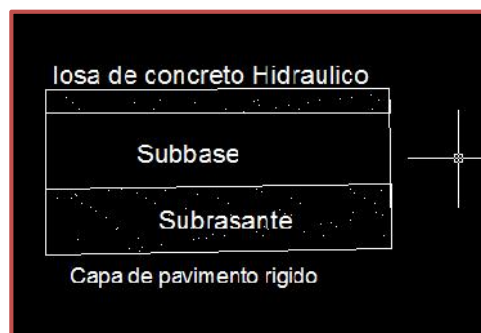 losa de concreto Hidraulico
Subbase
Subrasante
Capa de pavimento rigido